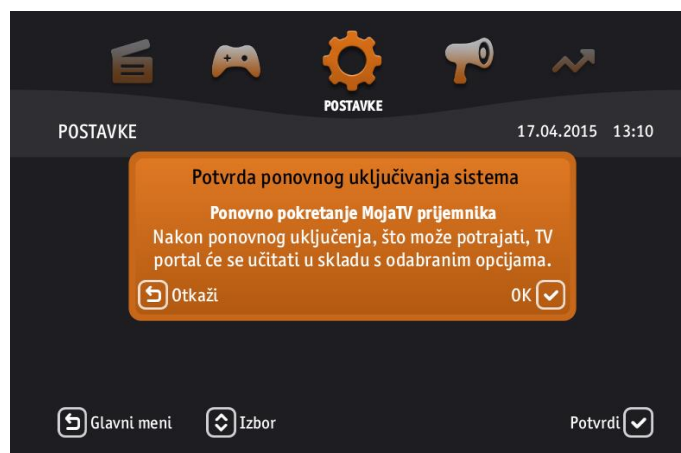 POSTAVKE
POSTAVKE 17.04.2015 13:10
Potvrda ponovnog uključivanja sistema
Ponovno pokretanje MojaTV prijemnika
Nakon ponovnog uključenja, što može potrajati, TV
portal će se učitati u skladu s odabranim opcijama.
Otkaži OK
Glavni meni Izbor Potvrdi